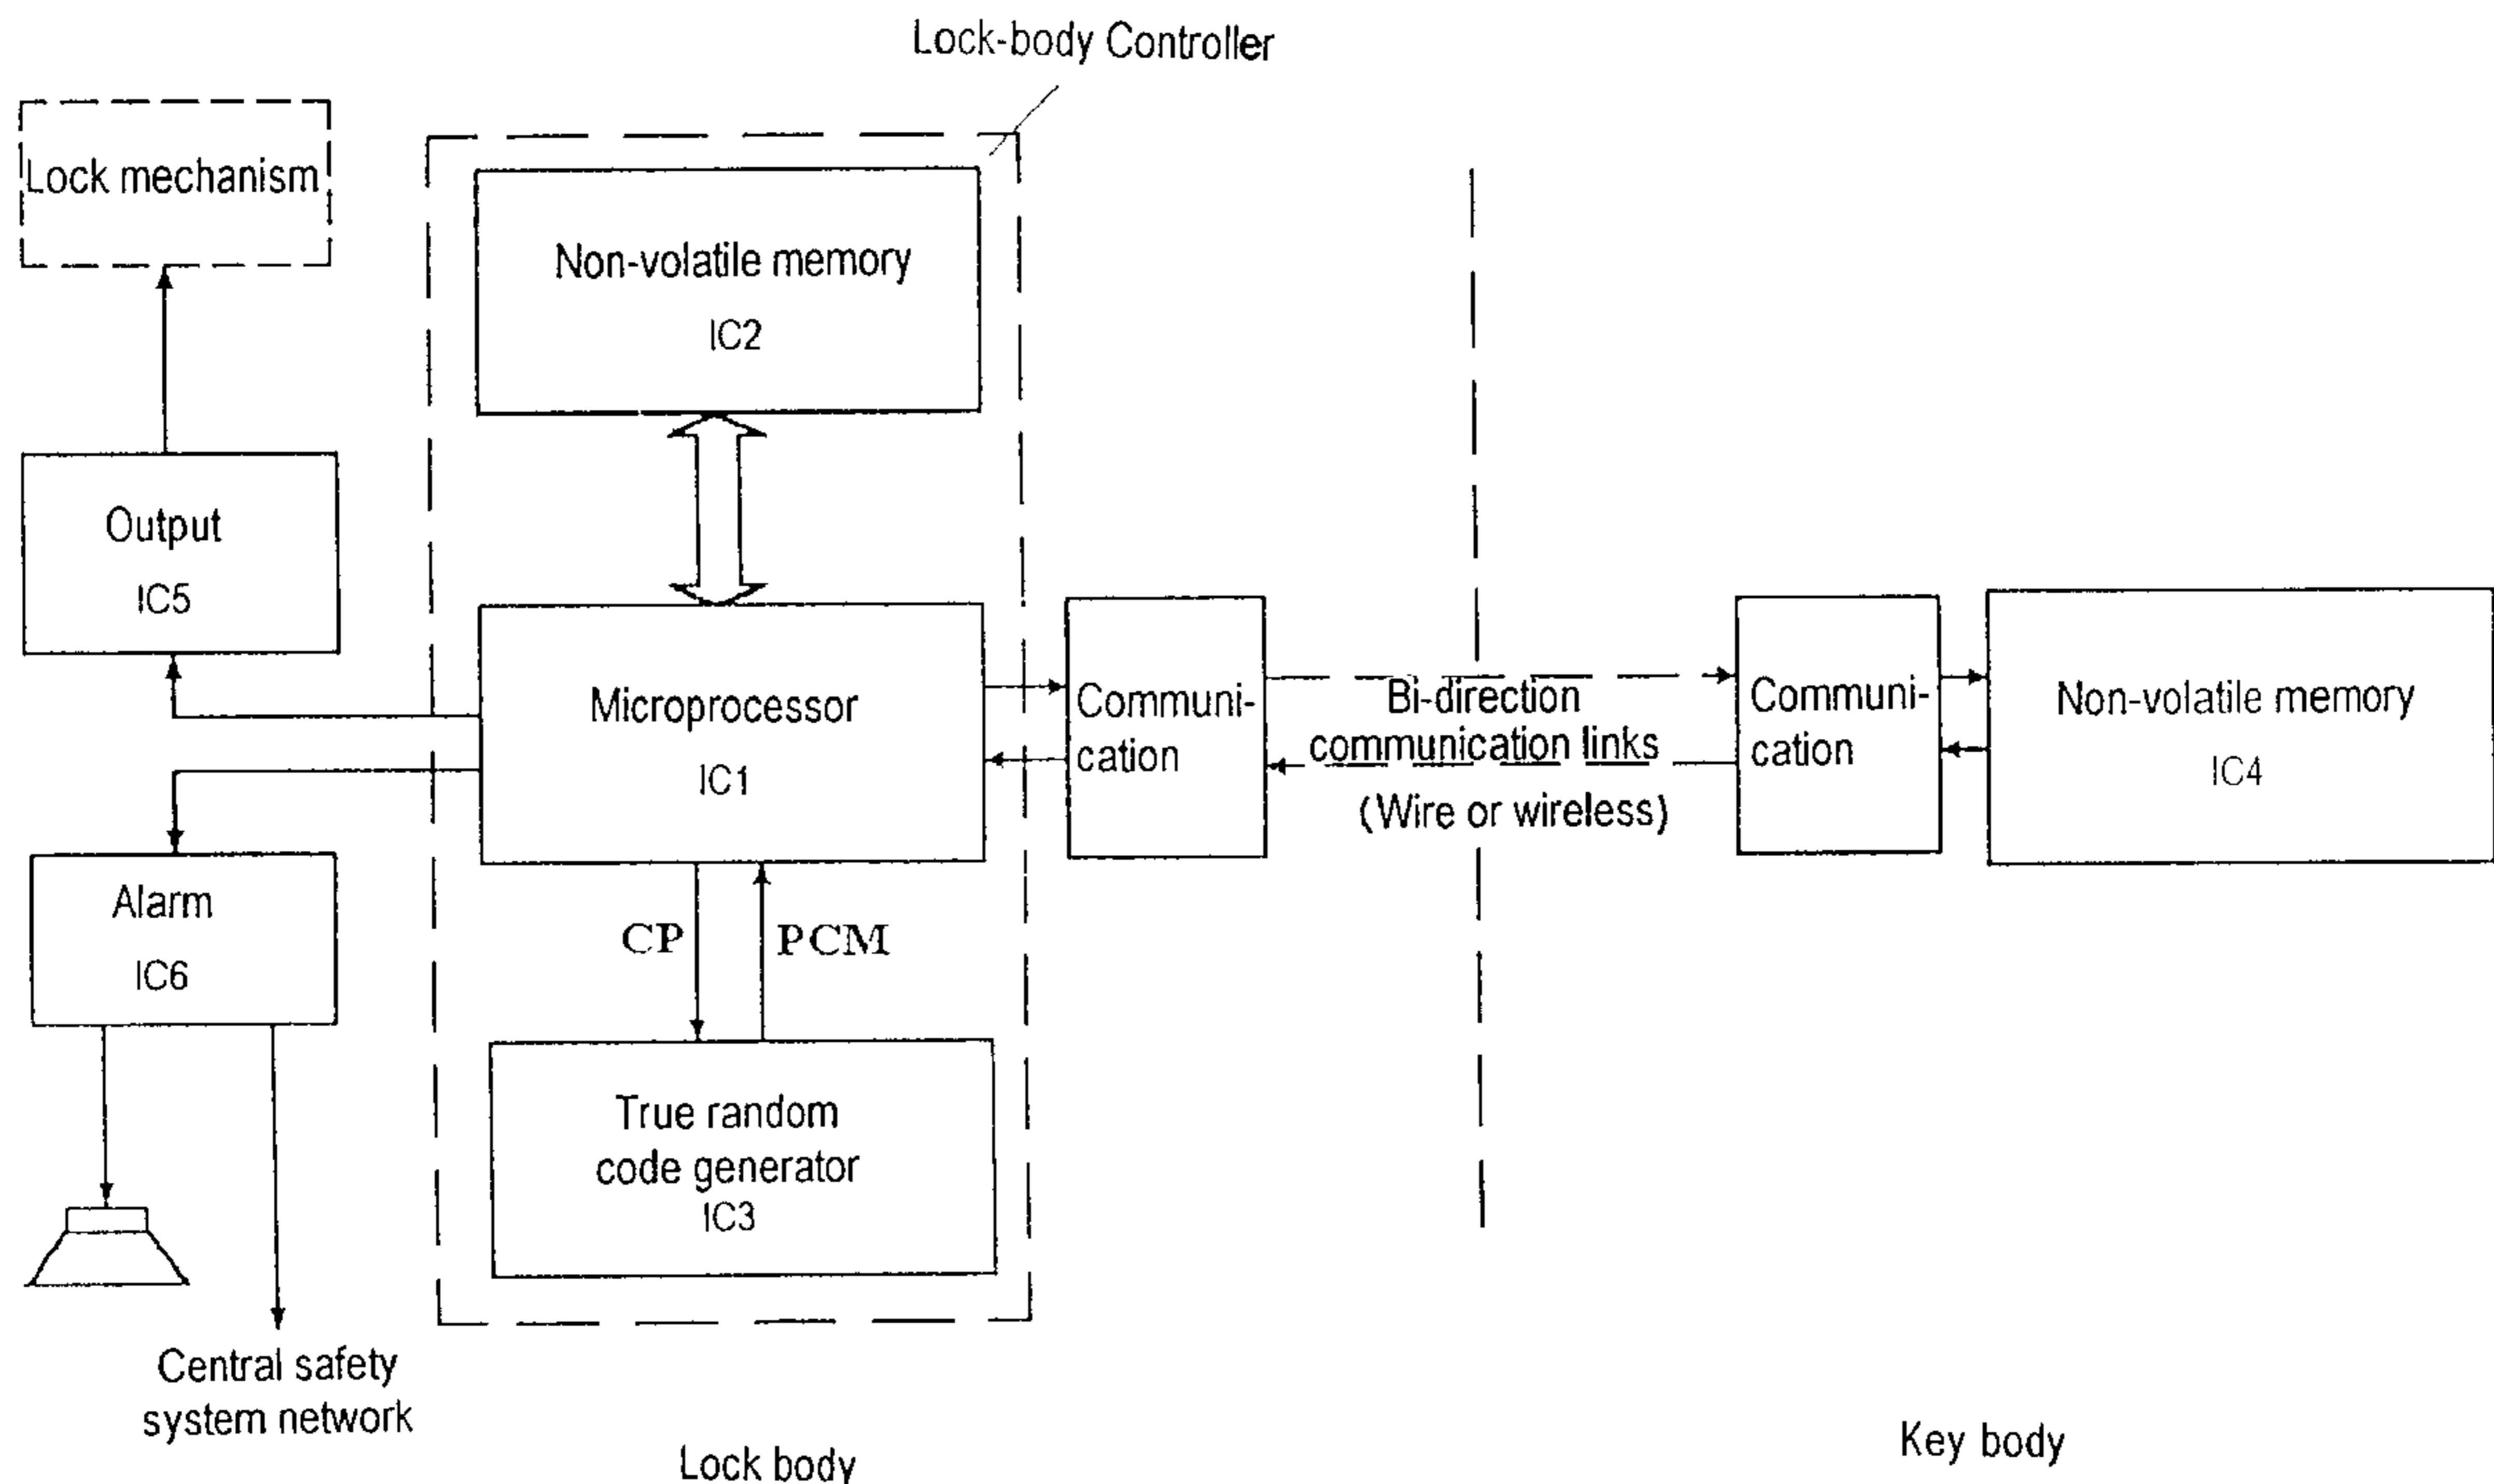 Lock-body Controller
Lock mechanism
Non-volatile memory
IC2
Output
IC5
Microprocessor
IC1
Communi-
cation
Bi-direction
communication links
(Wire or wireless)
Communi-
cation
Non-volatile memory
IC4
Alarm
IC6
CP
PCM
True random
code generator
IC3
Central safety
system network
Lock body
Key body